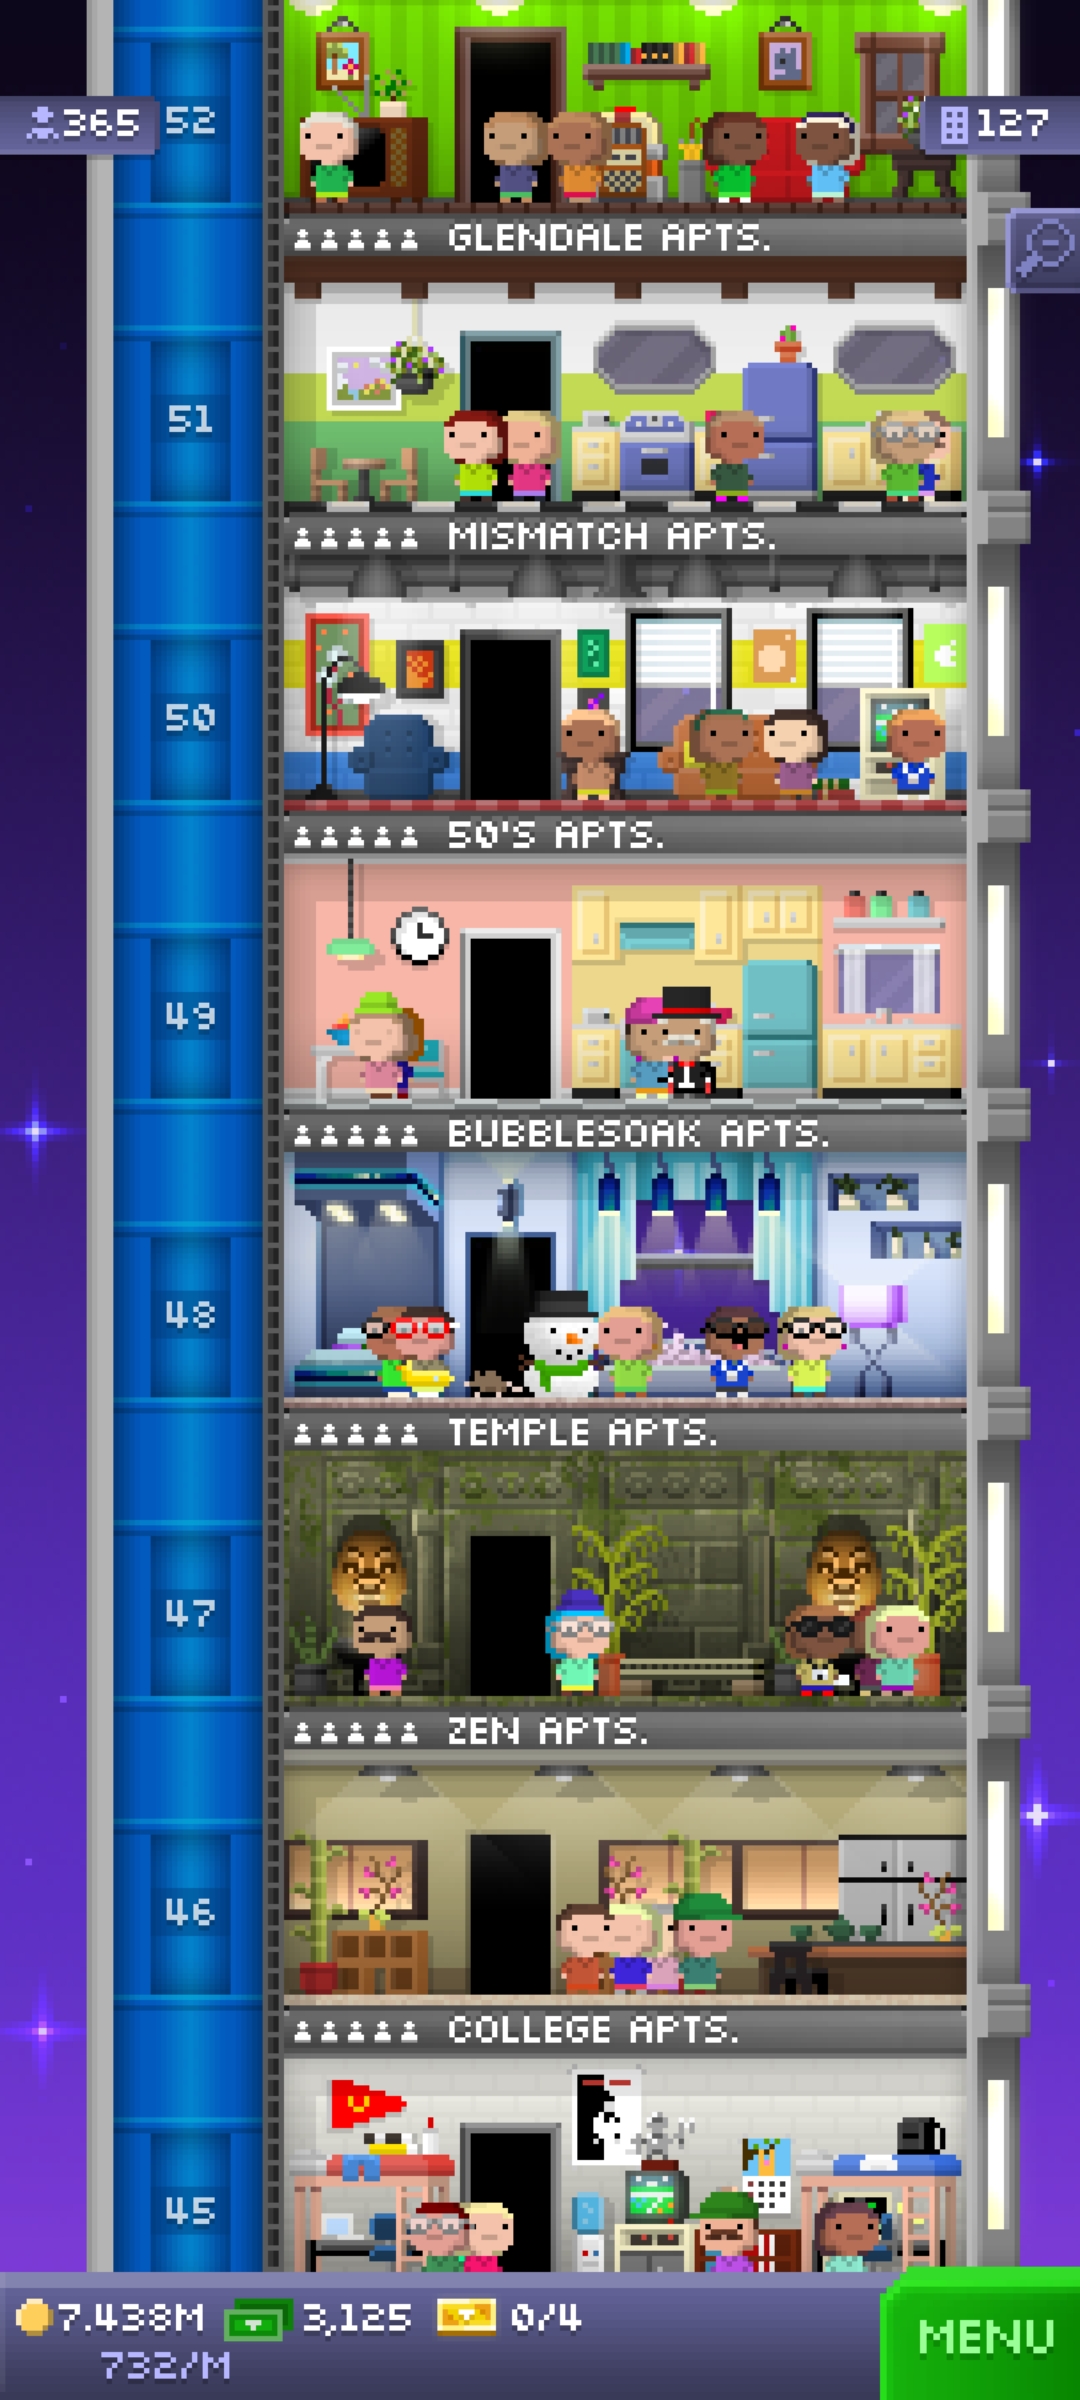 365
52
127
GLENDALE APTS.
51
MISMATCH APTS.
50
50'S APTS.
49
BUBBLESOAK APTS.
48
TEMPLE APTS.
47
ZEN APTS.
46
COLLEGE APTS.
45
7.438M 3,125 0/4
732/M
MENU